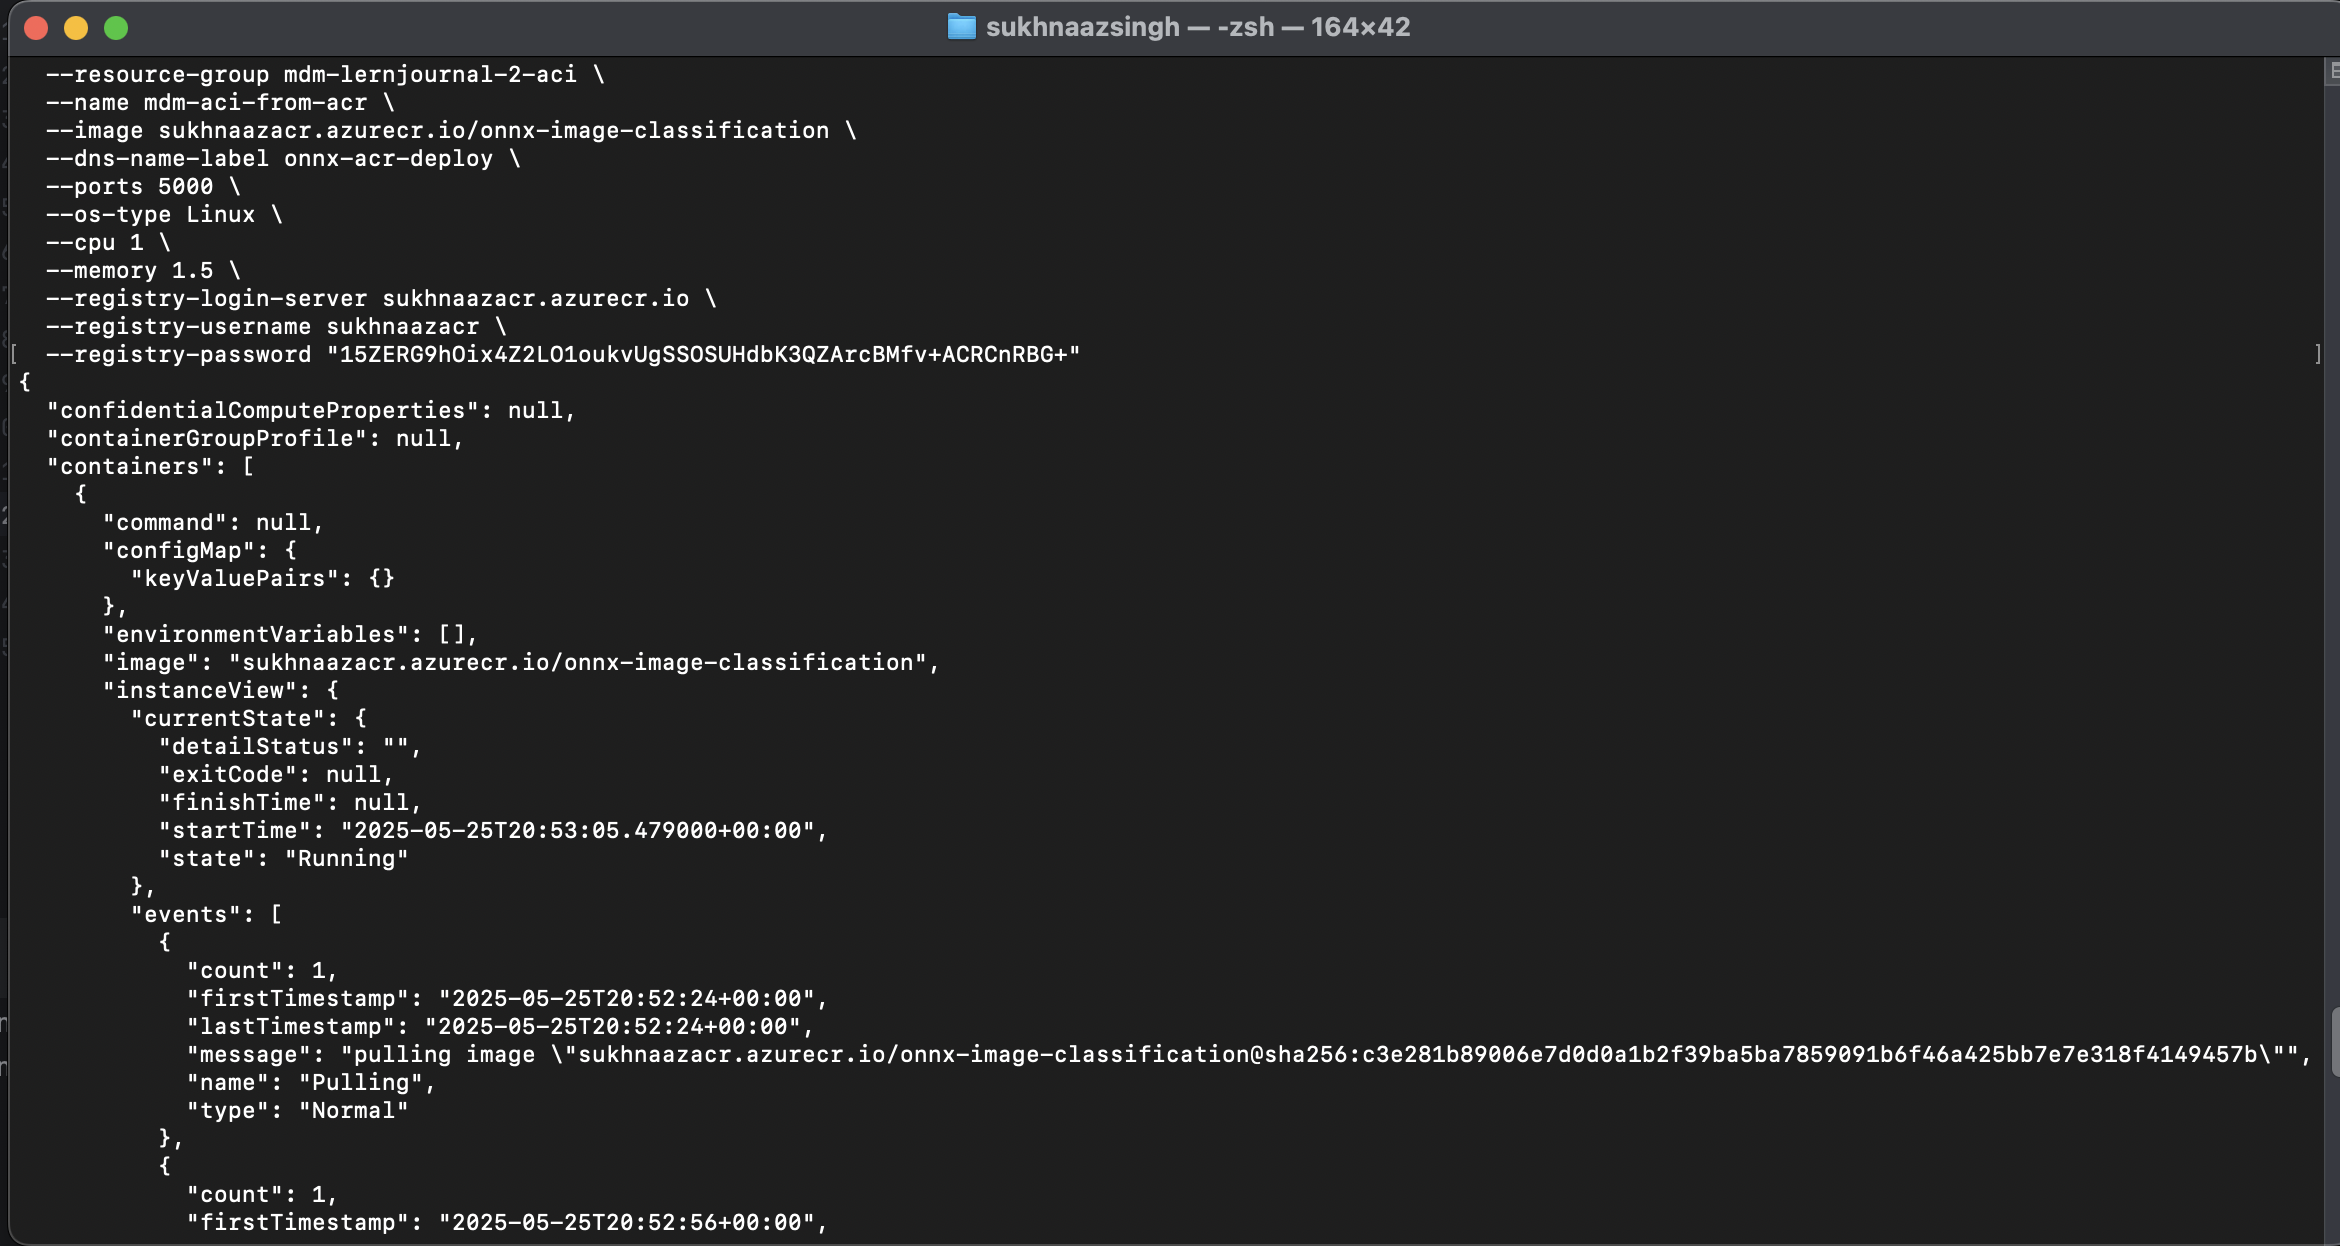 sukhnaazsingh — -zsh — 164×42
--resource-group mdm-lernjournal-2-aci \
--name mdm-aci-from-acr \
--image sukhnaazacr.azurecr.io/onnx-image-classification \
--dns-name-label onnx-acr-deploy \
--ports 5000 \
--os-type Linux \
--cpu 1 \
--memory 1.5 \
--registry-login-server sukhnaazacr.azurecr.io \
--registry-username sukhnaazacr \
[ --registry-password "15ZERG9hOix4Z2LO1oukvUgSSOSUHdbK3QZArcBMfv+ACRCnRBG+" ]
{
"confidentialComputeProperties": null,
"containerGroupProfile": null,
"containers": [
{
"command": null,
"configMap": {
"keyValuePairs": {}
},
"environmentVariables": [],
"image": "sukhnaazacr.azurecr.io/onnx-image-classification",
"instanceView": {
"currentState": {
"detailStatus": "",
"exitCode": null,
"finishTime": null,
"startTime": "2025-05-25T20:53:05.479000+00:00",
"state": "Running"
},
"events": [
{
"count": 1,
"firstTimestamp": "2025-05-25T20:52:24+00:00",
"lastTimestamp": "2025-05-25T20:52:24+00:00",
"message": "pulling image \"sukhnaazacr.azurecr.io/onnx-image-classification@sha256:c3e281b89006e7d0d0a1b2f39ba5ba7859091b6f46a425bb7e7e318f4149457b\"",
"name": "Pulling",
"type": "Normal"
},
{
"count": 1,
"firstTimestamp": "2025-05-25T20:52:56+00:00",